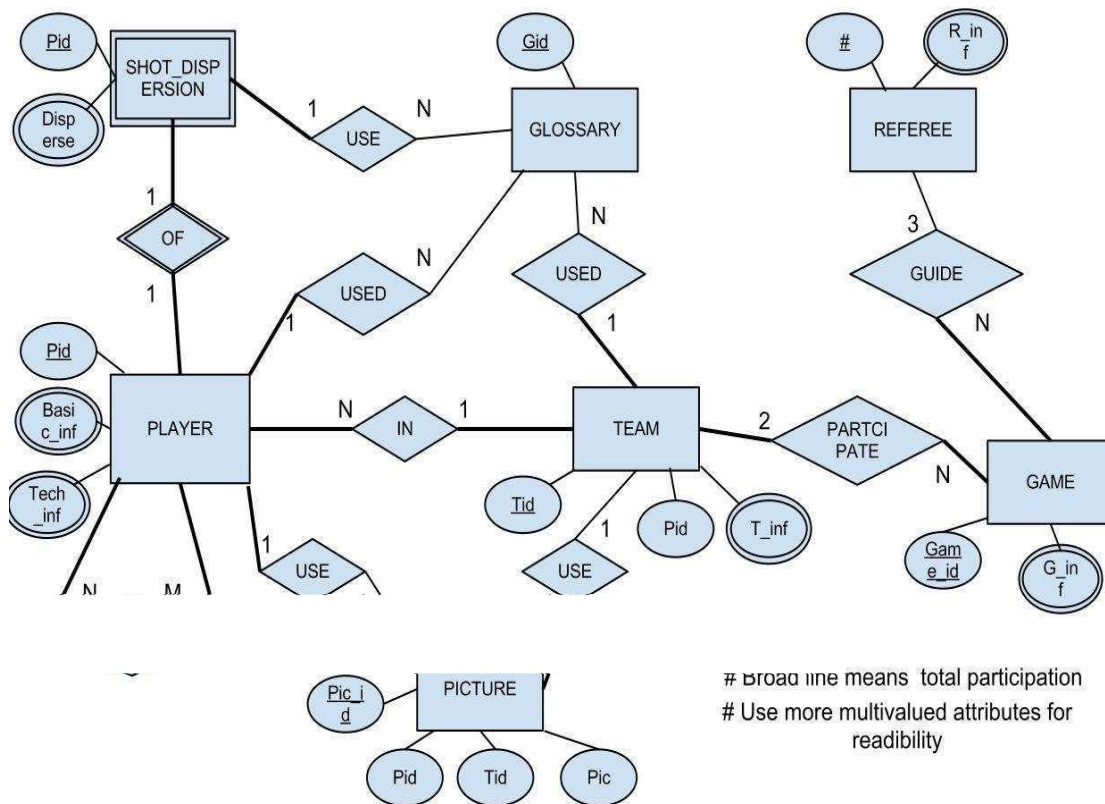 Pid
SHOT_DISP
ERSION
Disp
erse
1
USE
N
Gid
GLOSSARY
#
R_in
f
REFEREE
1
OF
1
USED
N
1
N
USED
1
3
GUIDE
N
Pid
Basi
c_inf
Tech
_inf
PLAYER
N
IN
1
TEAM
2
PARTCI
PATE
N
GAME
Tid
Pid
T_inf
Gam
e_id
G_in
f
1
USE
1
USE
N
M
Pic_i
d
PICTURE
Pid
Tid
Pic
# Broad line means total participation
# Use more multivalued attributes for
readibility